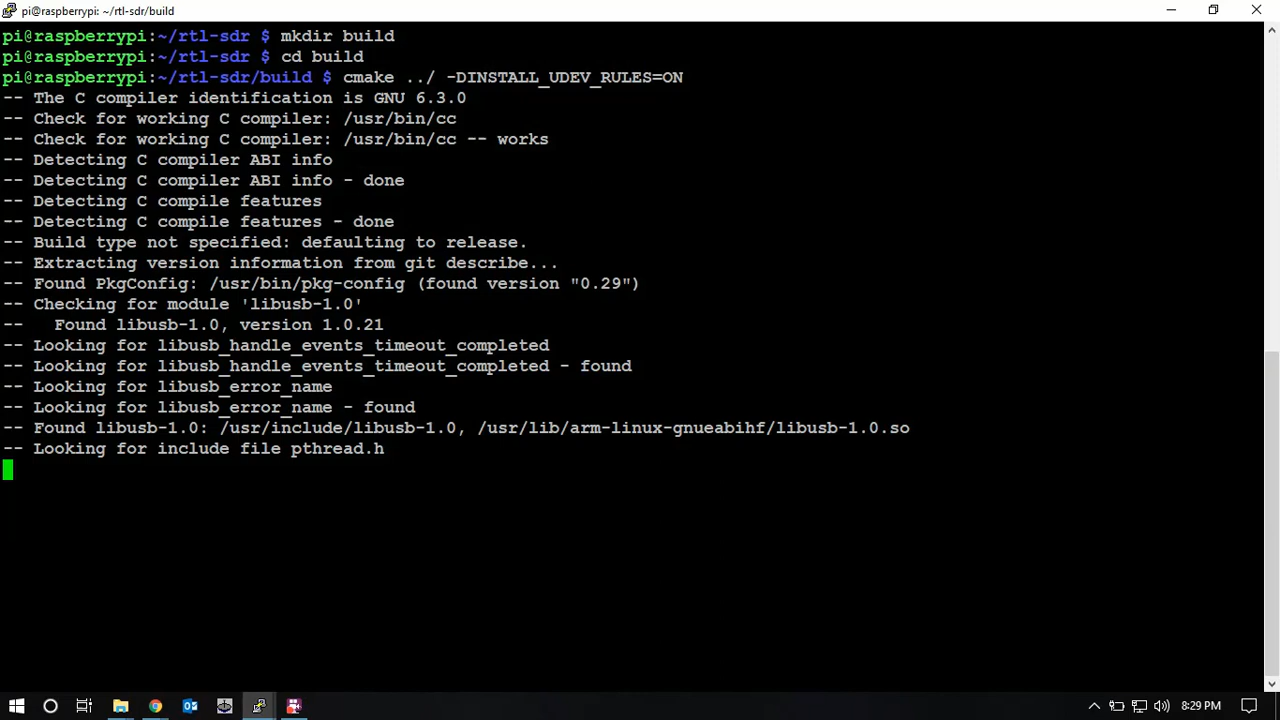 pi@raspberrypi: ~/rtl-sdr/build
pi@raspberrypi:~/rtl-sdr $ mkdir build
pi@raspberrypi:~/rtl-sdr $ cd build
pi@raspberrypi:~/rtl-sdr/build $ cmake ../ -DINSTALL_UDEV_RULES=ON
-- The C compiler identification is GNU 6.3.0
-- Check for working C compiler: /usr/bin/cc
-- Check for working C compiler: /usr/bin/cc -- works
-- Detecting C compiler ABI info
-- Detecting C compiler ABI info - done
-- Detecting C compile features
-- Detecting C compile features - done
-- Build type not specified: defaulting to release.
-- Extracting version information from git describe...
-- Found PkgConfig: /usr/bin/pkg-config (found version "0.29")
-- Checking for module 'libusb-1.0'
--   Found libusb-1.0, version 1.0.21
-- Looking for libusb_handle_events_timeout_completed
-- Looking for libusb_handle_events_timeout_completed - found
-- Looking for libusb_error_name
-- Looking for libusb_error_name - found
-- Found libusb-1.0: /usr/include/libusb-1.0, /usr/lib/arm-linux-gnueabihf/libusb-1.0.so
-- Looking for include file pthread.h
8:29 PM